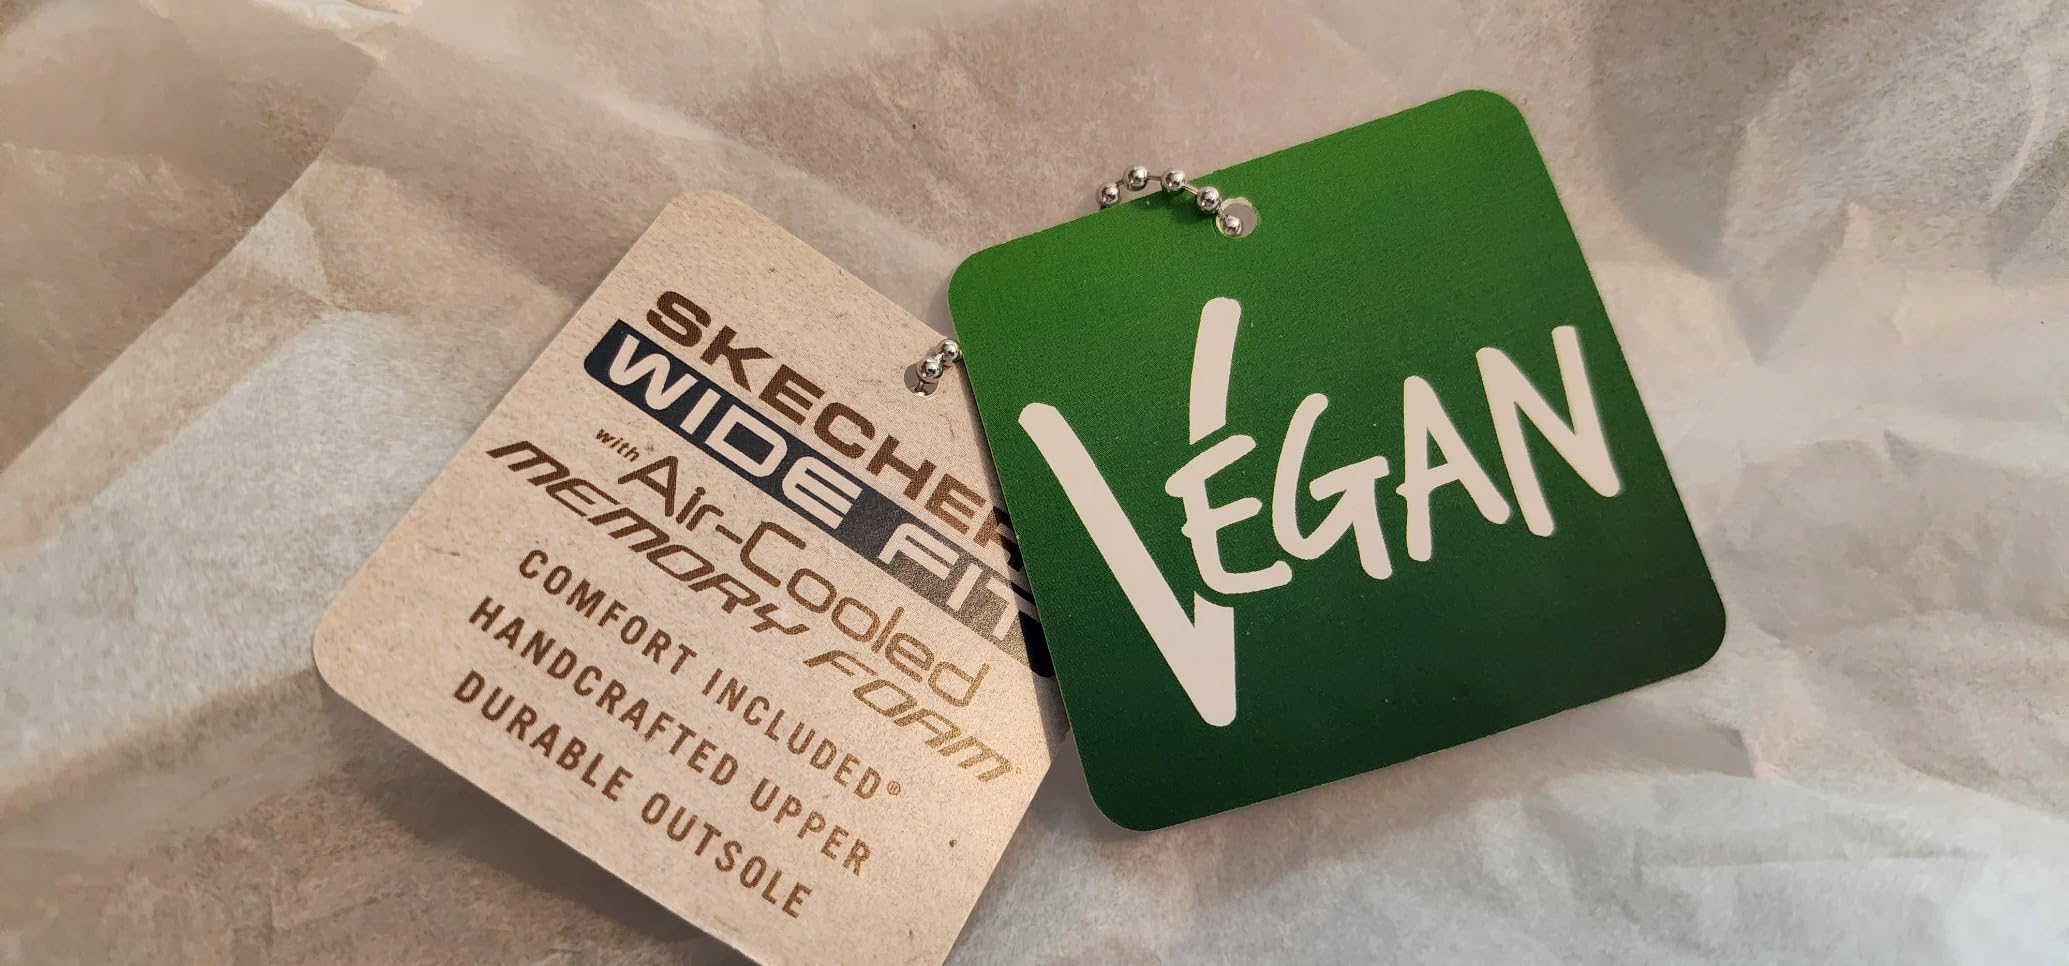 SKECHER
WIDE FIT
with Air-Cooled
MEMORY FOAM
COMFORT INCLUDED®
HANDCRAFTED UPPER
DURABLE OUTSOLE
VEGAN